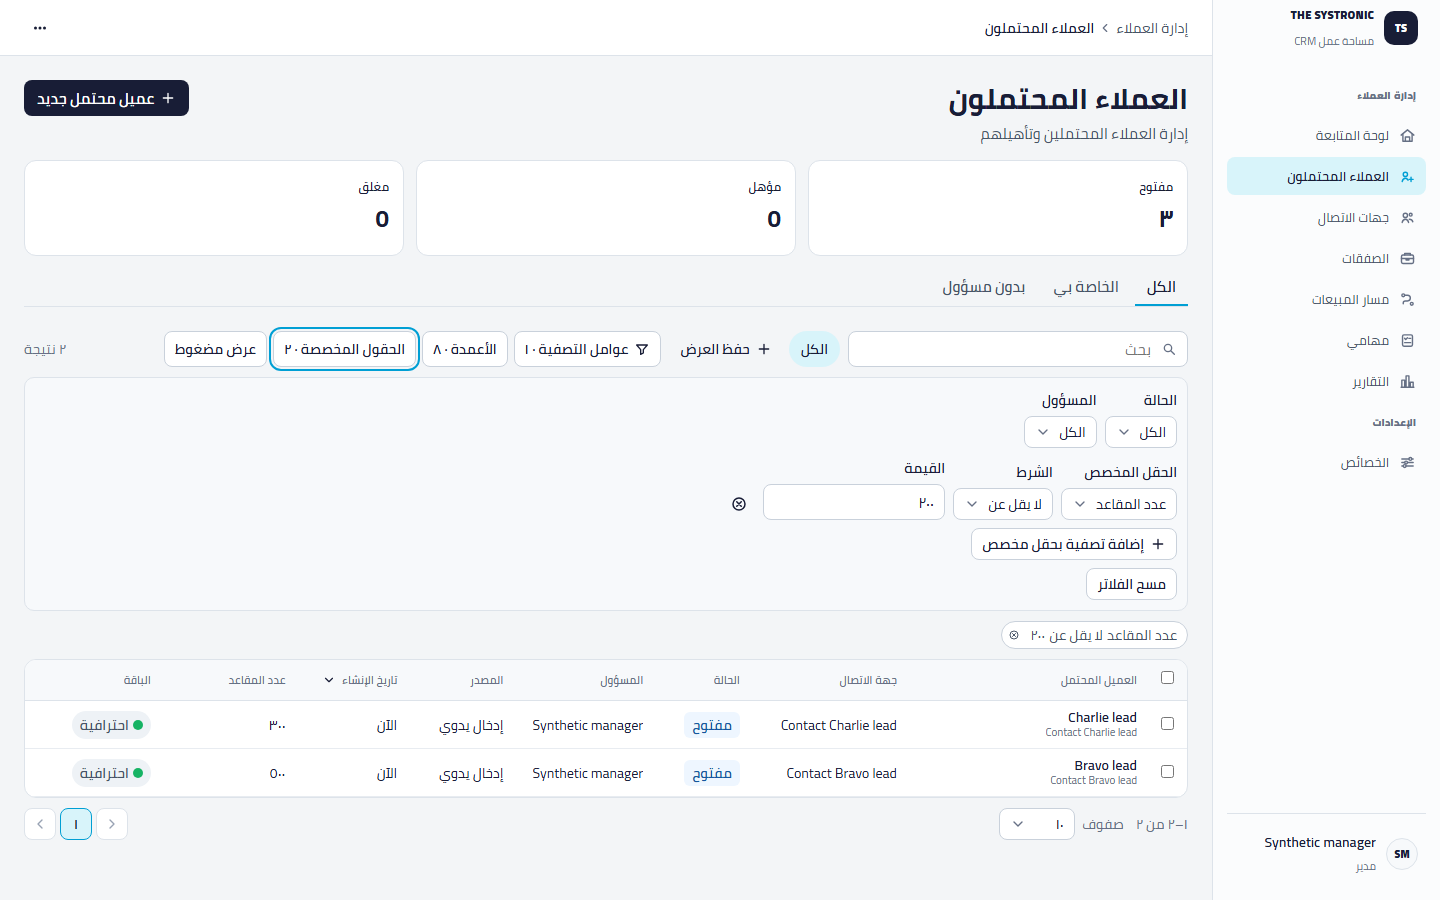 TS
THE SYSTRONIC
مساحة عمل CRM
إدارة العملاء
لوحة المتابعة
العملاء المحتملون
جهات الاتصال
الصفقات
مسار المبيعات
مهامي
التقارير
الإعدادات
الخصائص
SM
Synthetic manager
مدير
إدارة العملاء › العملاء المحتملون
العملاء المحتملون
عميل محتمل جديد
إدارة العملاء المحتملين وتأهيلهم
مفتوح
٣
مؤهل
٥
مغلق
٥
الكل الخاصة بي بدون مسؤول
بحث
الكل
حفظ العرض
عوامل التصفية · ١
الأعمدة · ٨
الحقول المخصصة · ٢
عرض مضغوط
٢ نتيجة
الحالة المسؤول
الكل الكل
الحقل المخصص الشرط القيمة
عدد المقاعد لا يقل عن ٢٠٠
إضافة تصفية بحقل مخصص
مسح الفلاتر
عدد المقاعد لا يقل عن ٢٠٠
العميل المحتمل جهة الاتصال الحالة المسؤول المصدر تاريخ الإنشاء عدد المقاعد الباقة
Charlie lead
Contact Charlie lead
Contact Charlie lead مفتوح Synthetic manager إدخال يدوي الآن ٣٠٠ احترافية
Bravo lead
Contact Bravo lead
Contact Bravo lead مفتوح Synthetic manager إدخال يدوي الآن ٥٠٠ احترافية
١–٢ من ٢ صفوف ١٠
١